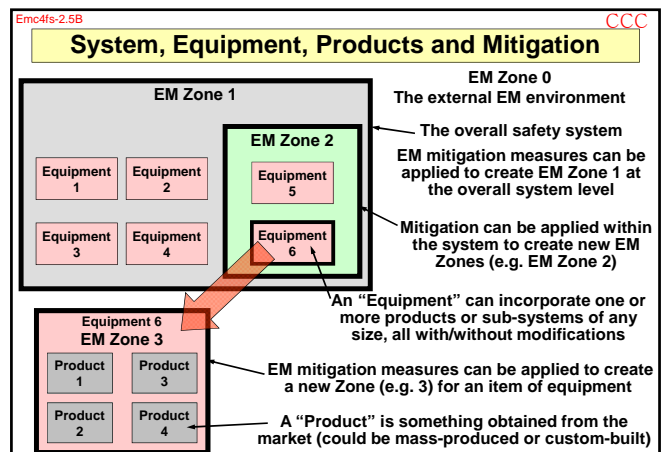 Emc4fs-2.5B
CCC
System, Equipment, Products and Mitigation
EM Zone 0
The external EM environment
EM Zone 1
The overall safety system
EM Zone 2
EM mitigation measures can be
applied to create EM Zone 1 at
the overall system level
Equipment
1
Equipment
2
Equipment
5
Equipment
3
Equipment
4
Equipment
6
Mitigation can be applied within
the system to create new EM
Zones (e.g. EM Zone 2)
An “Equipment” can incorporate one or
more products or sub-systems of any
size, all with/without modifications
Equipment 6
EM Zone 3
Product
1
Product
3
Product
2
Product
4
EM mitigation measures can be applied to create
a new Zone (e.g. 3) for an item of equipment
A “Product” is something obtained from the
market (could be mass-produced or custom-built)